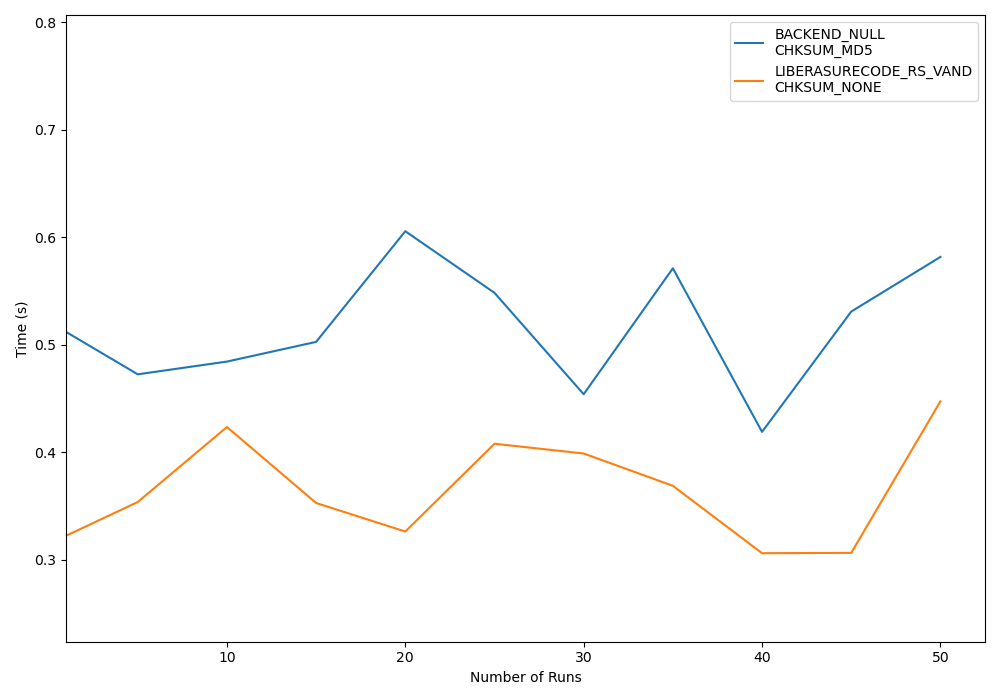 0.8
0.7
0.6
0.5
0.4
0.3
Time (s)
10 20 30 40 50
Number of Runs
BACKEND_NULL
CHKSUM_MD5
LIBERASURECODE_RS_VAND
CHKSUM_NONE